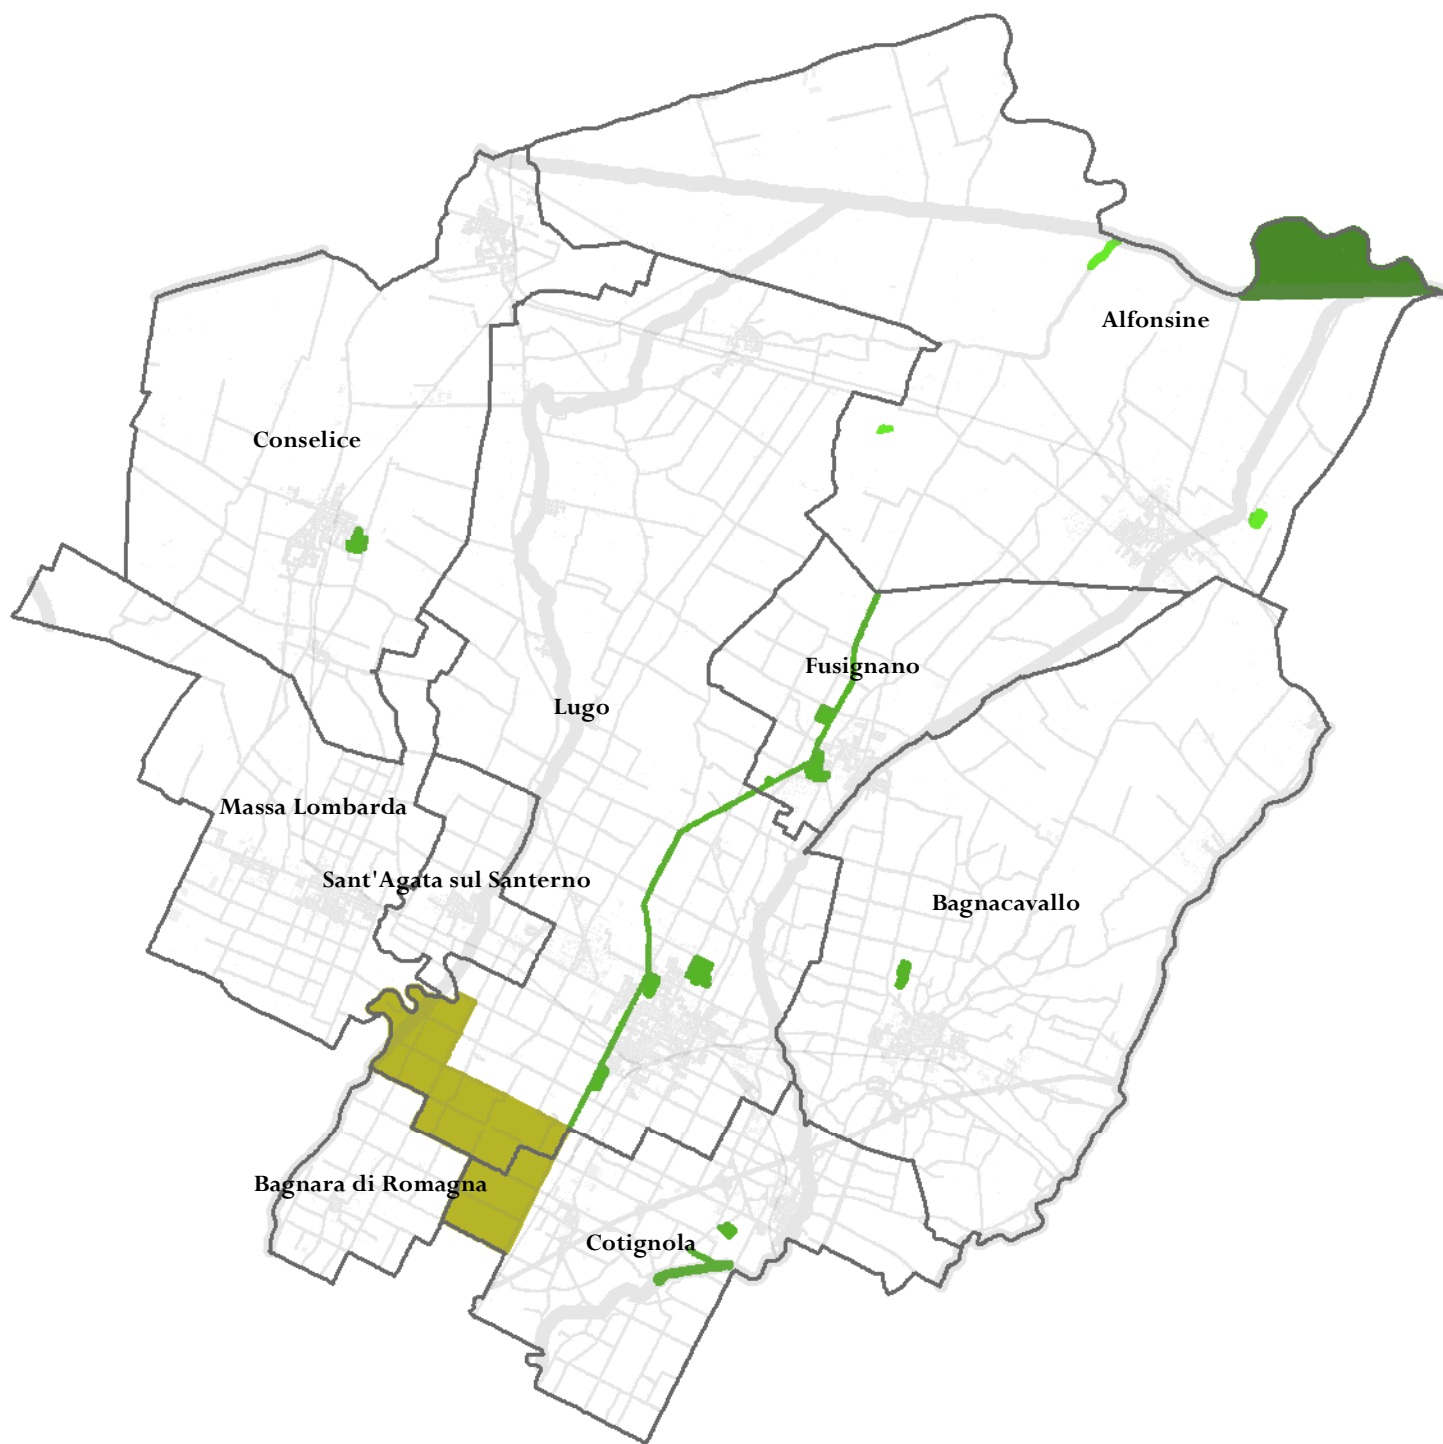 Alfonsine
Conselice
Fusignano
Lugo
Massa Lombarda
Sant'Agata sul Santerno
Bagnacavallo
Bagnara di Romagna
Cotignola